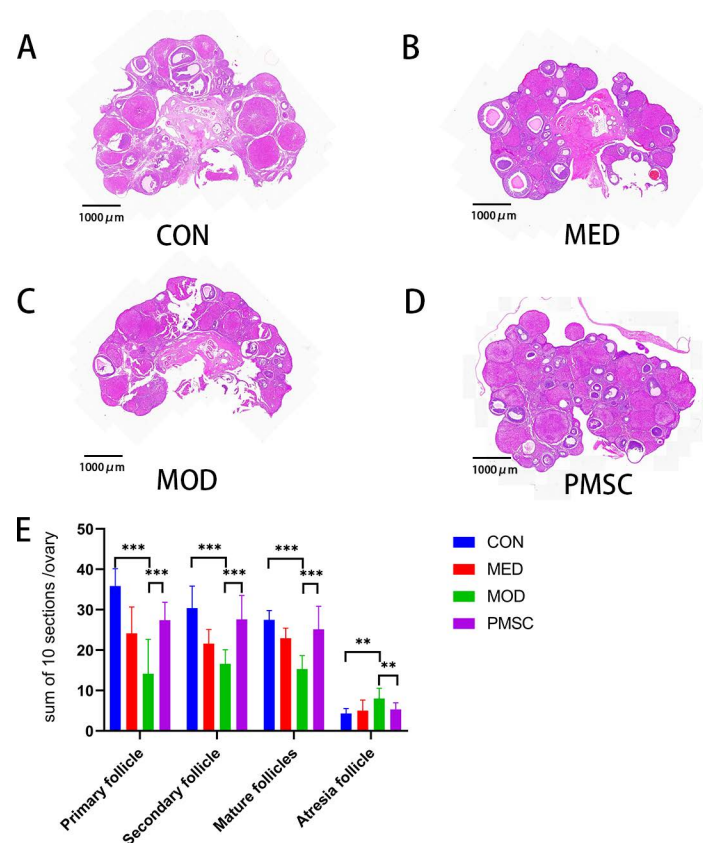 A
1000 μm
CON
B
1000 μm
MED
C
1000 μm
MOD
D
1000 μm
PMSC
E
sum of 10 sections /ovary
50
40
30
20
10
0
***
***
***
***
***
***
**
**
Primary follicle
Secondary follicle
Mature follicles
Atresia follicle
CON
MED
MOD
PMSC